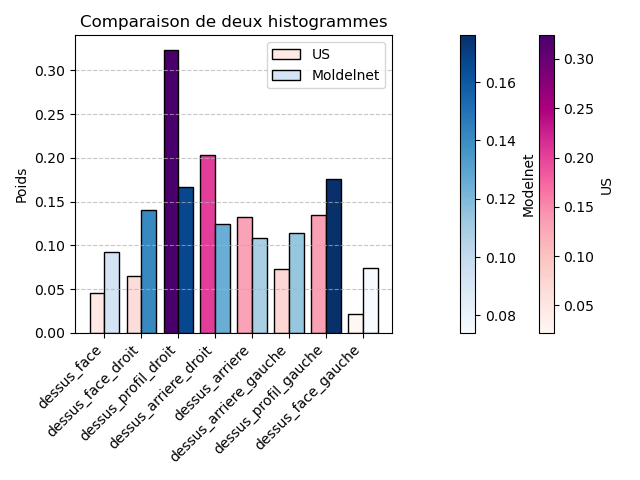 Comparaison de deux histogrammes
US
Moldelnet
Poids
0.30
0.25
0.20
0.15
0.10
0.05
0.00
dessus_face
dessus_face_droit
dessus_profil_droit
dessus_arriere_droit
dessus_arriere
dessus_arriere_gauche
dessus_profil_gauche
dessus_face_gauche
0.16
0.14
0.12
0.10
0.08
Modelnet
0.30
0.25
0.20
0.15
0.10
0.05
US